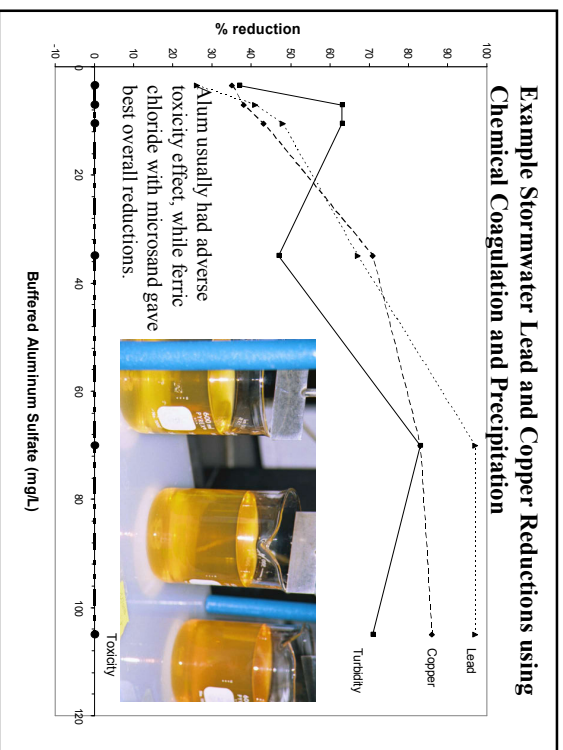 Example Stormwater Lead and Copper Reductions using
Chemical Coagulation and Precipitation
% reduction
100
90
80
70
60
50
40
30
20
10
0
-10
0
20
40
60
80
100
120
Lead
Copper
Turbidity
Toxicity
Alum usually had adverse
toxicity effect, while ferric
chloride with microsand gave
best overall reductions.
Buffered Aluminum Sulfate (mg/L)